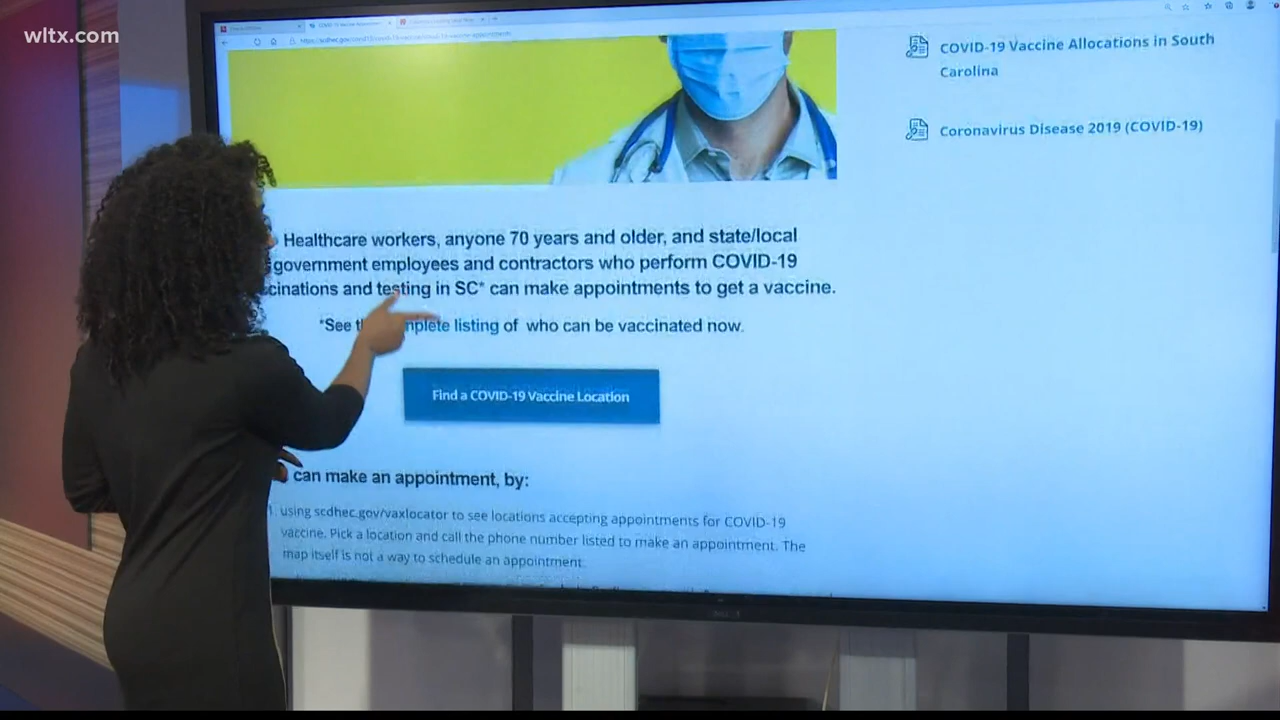 wltx.com
COVID-19 Vaccine Allocations in South
Carolina
Coronavirus Disease 2019 (COVID-19)
Healthcare workers, anyone 70 years and older, and state/local
government employees and contractors who perform COVID-19
cinations and testing in SC* can make appointments to get a vaccine.
*See mplete listing of who can be vaccinated now.
Find a COVID-19 Vaccine Location
can make an appointment, by:
1. using scdhec.gov/vaxlocator to see locations accepting appointments for COVID-19
vaccine. Pick a location and call the phone number listed to make an appointment. The
map itself is not a way to schedule an appointment.